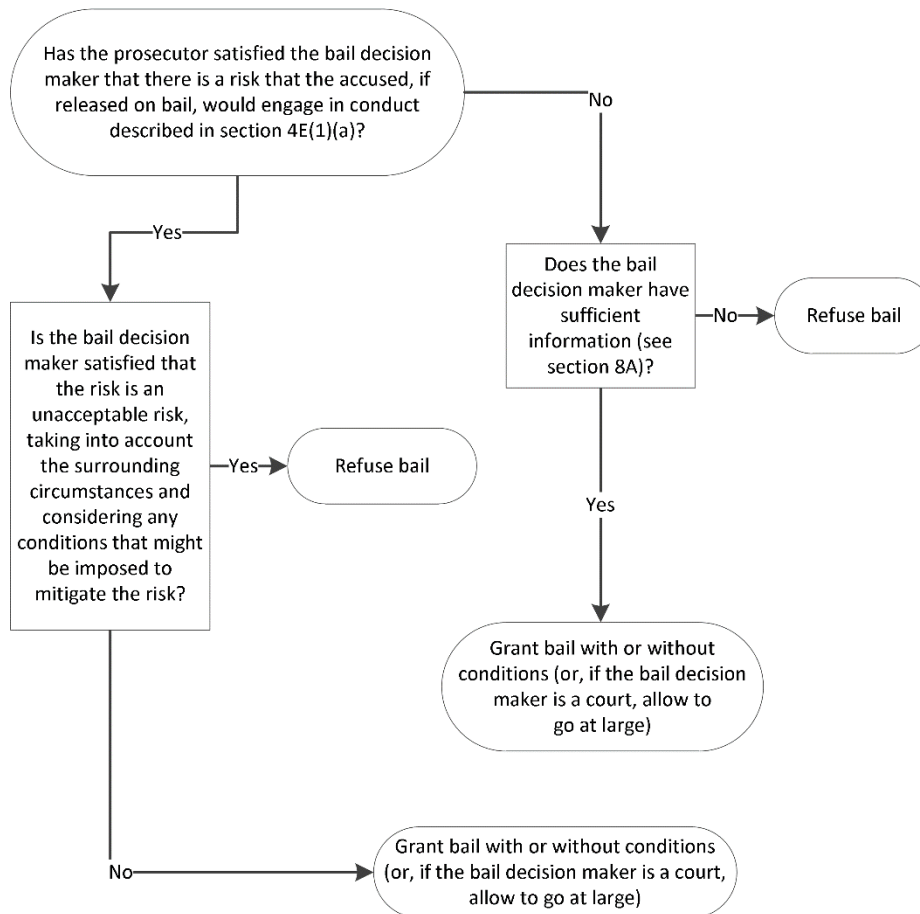 Has the prosecutor satisfied the bail decision
maker that there is a risk that the accused, if
released on bail, would engage in conduct
described in section 4E(1)(a)?
No
Yes
Does the bail
decision maker have
sufficient
information (see
section 8A)?
No
Refuse bail
Is the bail decision
maker satisfied that
the risk is an
unacceptable risk,
taking into account
the surrounding
circumstances and
considering any
conditions that might
be imposed to
mitigate the risk?
Yes
Refuse bail
Yes
Grant bail with or without
conditions (or, if the bail decision
maker is a court, allow to
go at large)
No
Grant bail with or without conditions
(or, if the bail decision maker is a court,
allow to go at large)